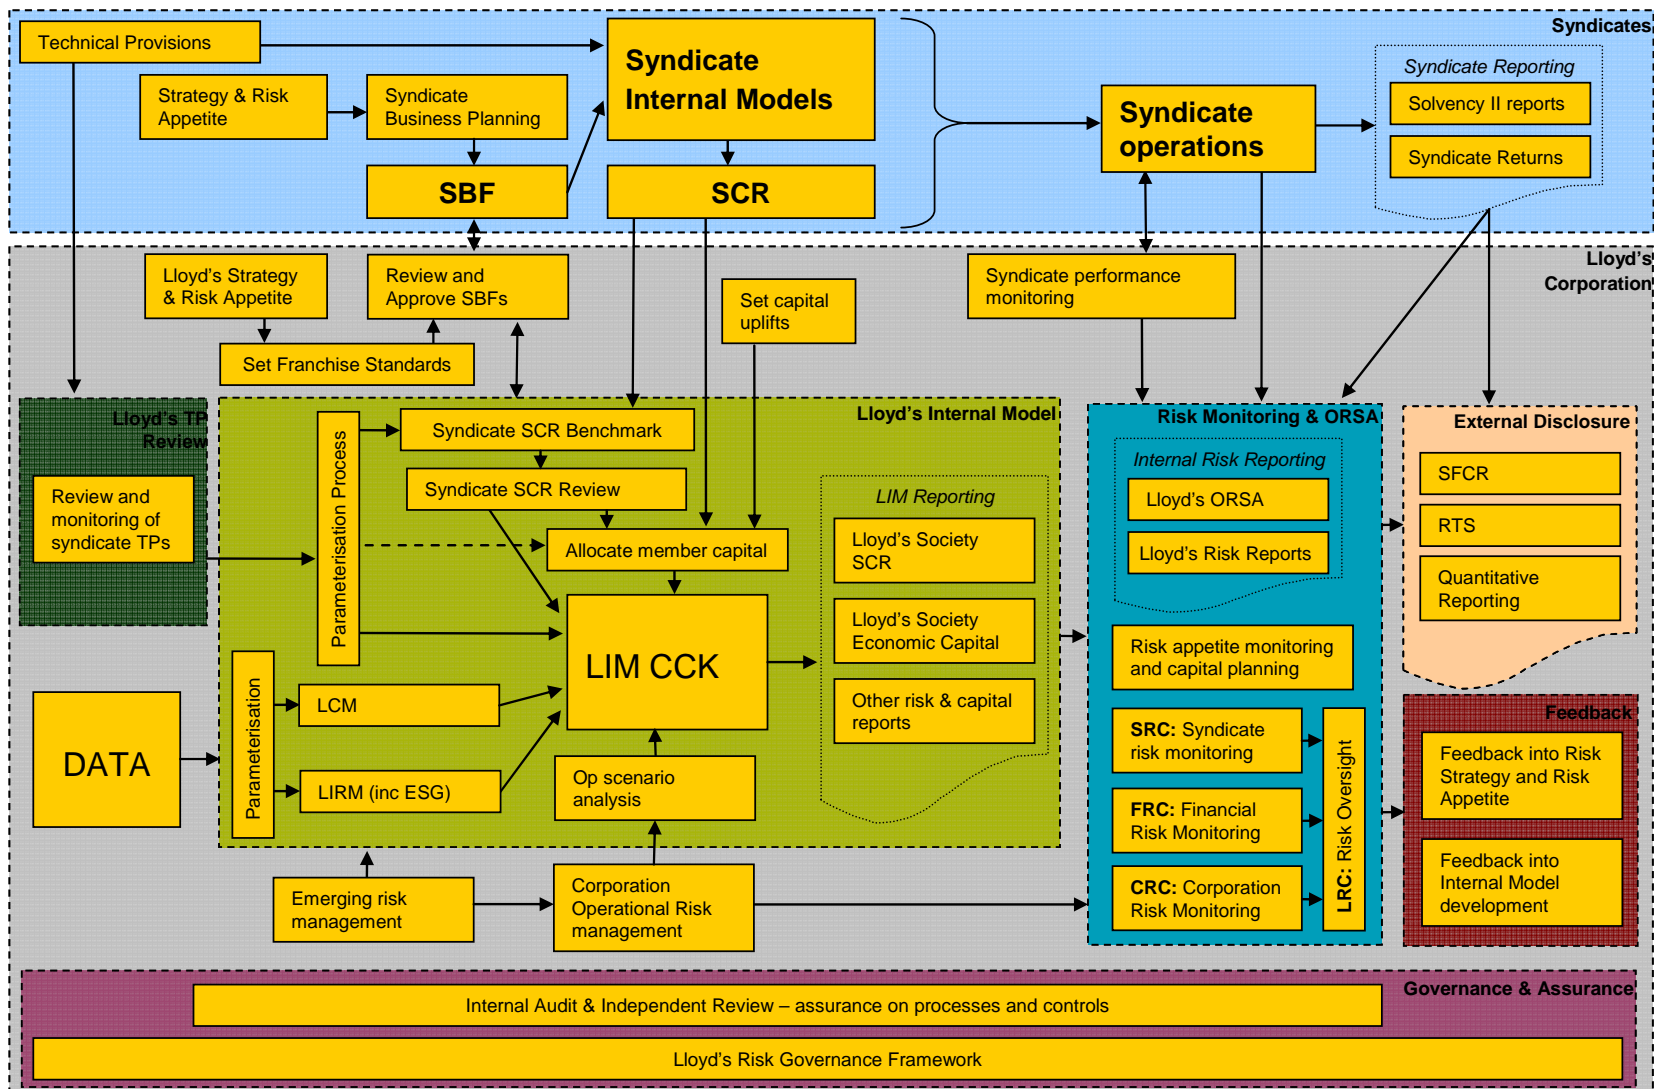 Syndicates
Technical Provisions
Strategy & Risk
Appetite
Syndicate
Business Planning
SBF
Syndicate
Internal Models
SCR
Syndicate
operations
Syndicate Reporting
Solvency II reports
Syndicate Returns
Lloyd's
Corporation
Lloyd's Strategy
& Risk Appetite
Review and
Approve SBFs
Set Franchise Standards
Set capital
uplifts
Syndicate performance
monitoring
Lloyd's TP
Review
Review and
monitoring of
syndicate TPs
Lloyd's Internal Model
Parameterisation Process
Syndicate SCR Benchmark
Syndicate SCR Review
Allocate member capital
LIM CCK
LIM Reporting
Lloyd's Society
SCR
Lloyd's Society
Economic Capital
Other risk & capital
reports
DATA
Parameterisation
LCM
LIRM (inc ESG)
Op scenario
analysis
Emerging risk
management
Corporation
Operational Risk
management
Risk Monitoring & ORSA
Internal Risk Reporting
Lloyd's ORSA
Lloyd's Risk Reports
Risk appetite monitoring
and capital planning
SRC: Syndicate
risk monitoring
FRC: Financial
Risk Monitoring
CRC: Corporation
Risk Monitoring
LRC: Risk Oversight
External Disclosure
SFCR
RTS
Quantitative
Reporting
Feedback
Feedback into Risk
Strategy and Risk
Appetite
Feedback into
Internal Model
development
Governance & Assurance
Internal Audit & Independent Review – assurance on processes and controls
Lloyd's Risk Governance Framework